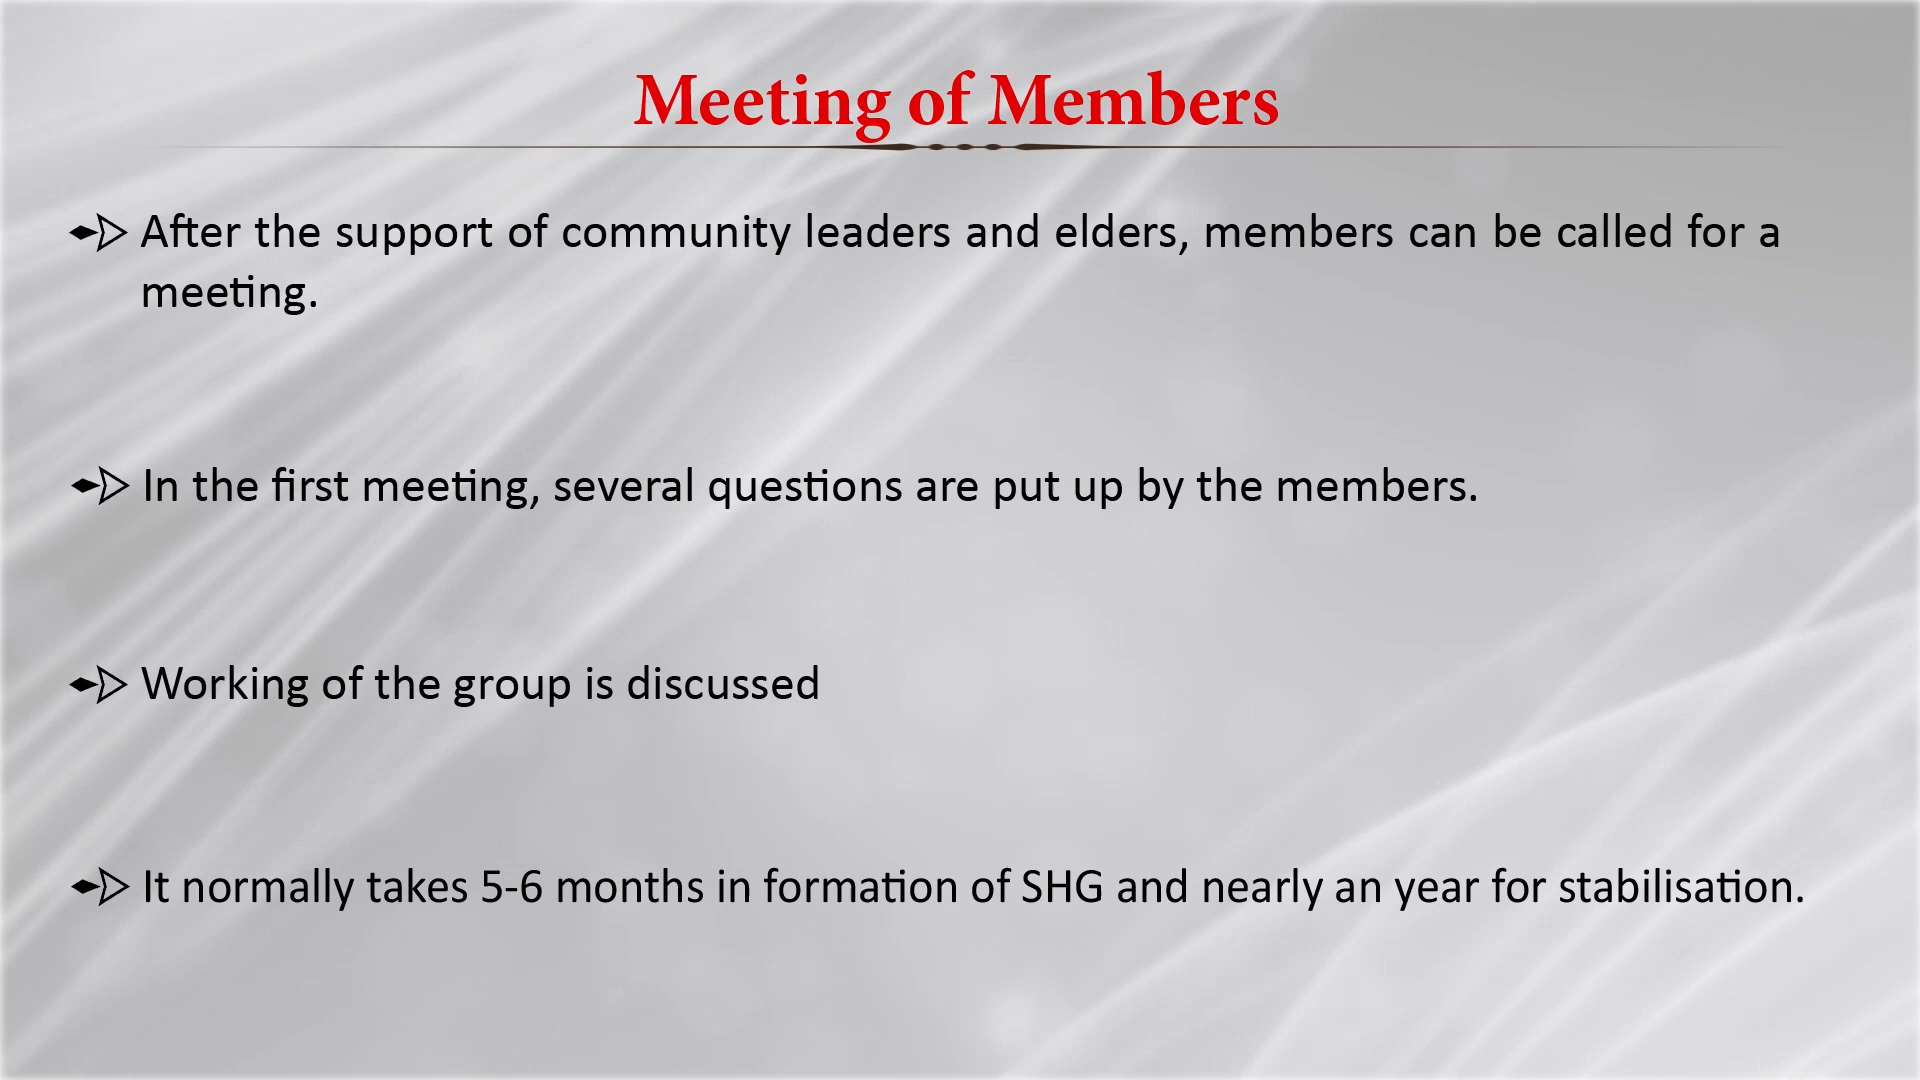 Meeting of Members
After the support of community leaders and elders, members can be called for a
meeting.
In the first meeting, several questions are put up by the members.
Working of the group is discussed
It normally takes 5-6 months in formation of SHG and nearly an year for stabilisation.